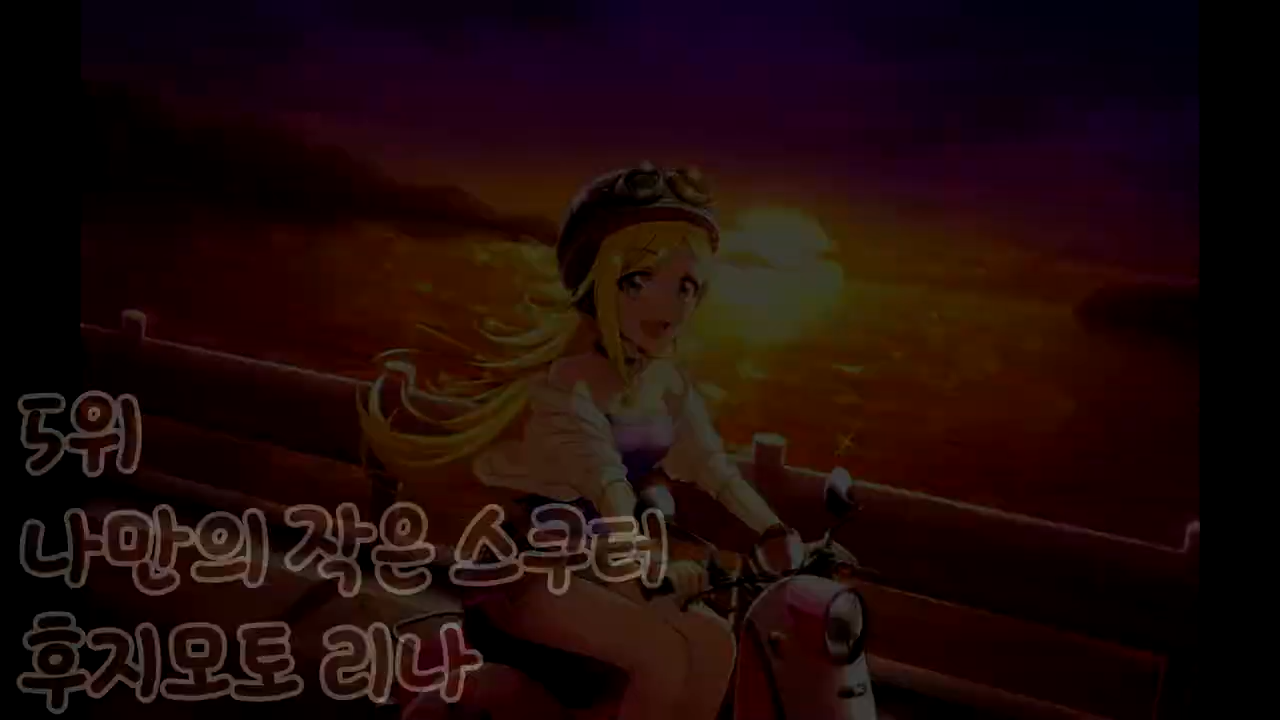 5위
나만의 작은 스쿠터
후지모토 리나